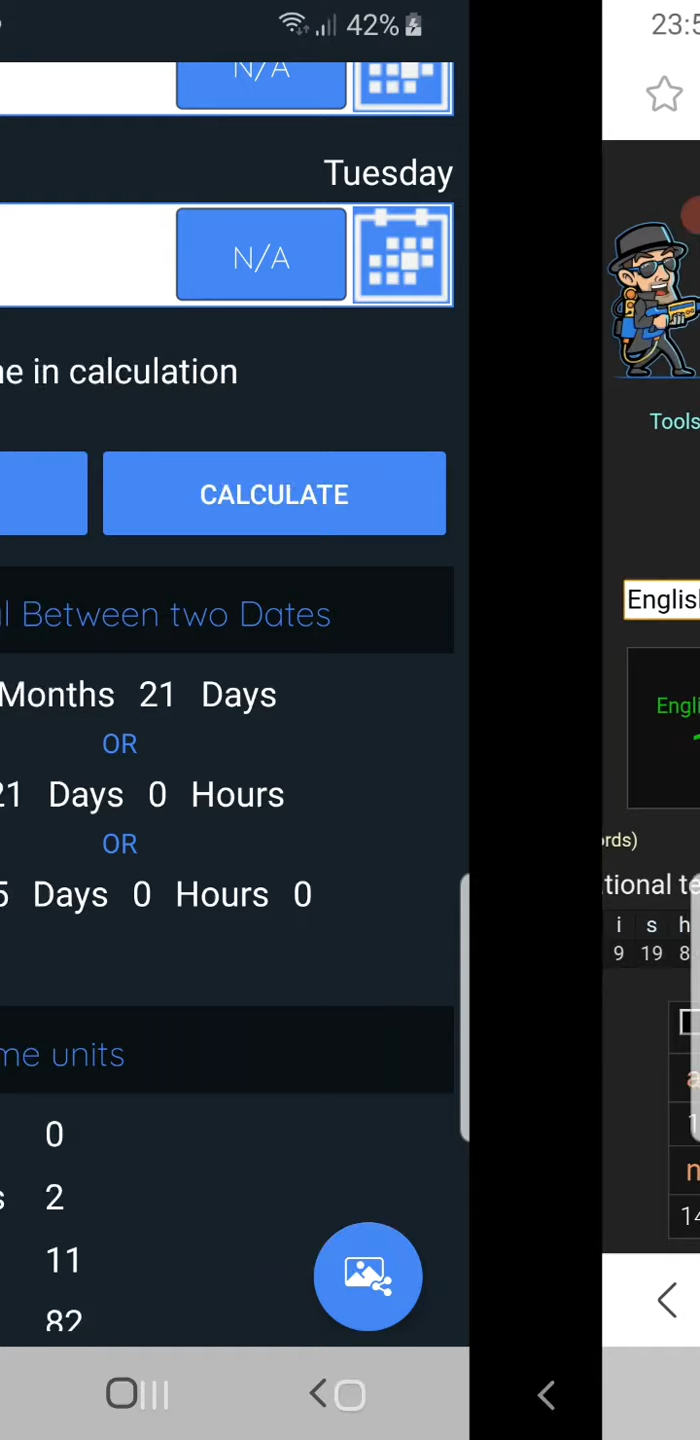 42%
23:5
N/A
Tuesday
N/A
Tools
e in calculation
CALCULATE
Englis
l Between two Dates
Months 21 Days
Engli
OR
21 Days 0 Hours
OR
rds)
tional te
5 Days 0 Hours 0
i s h
9 19 8
me units
0
s 2
11
14
82